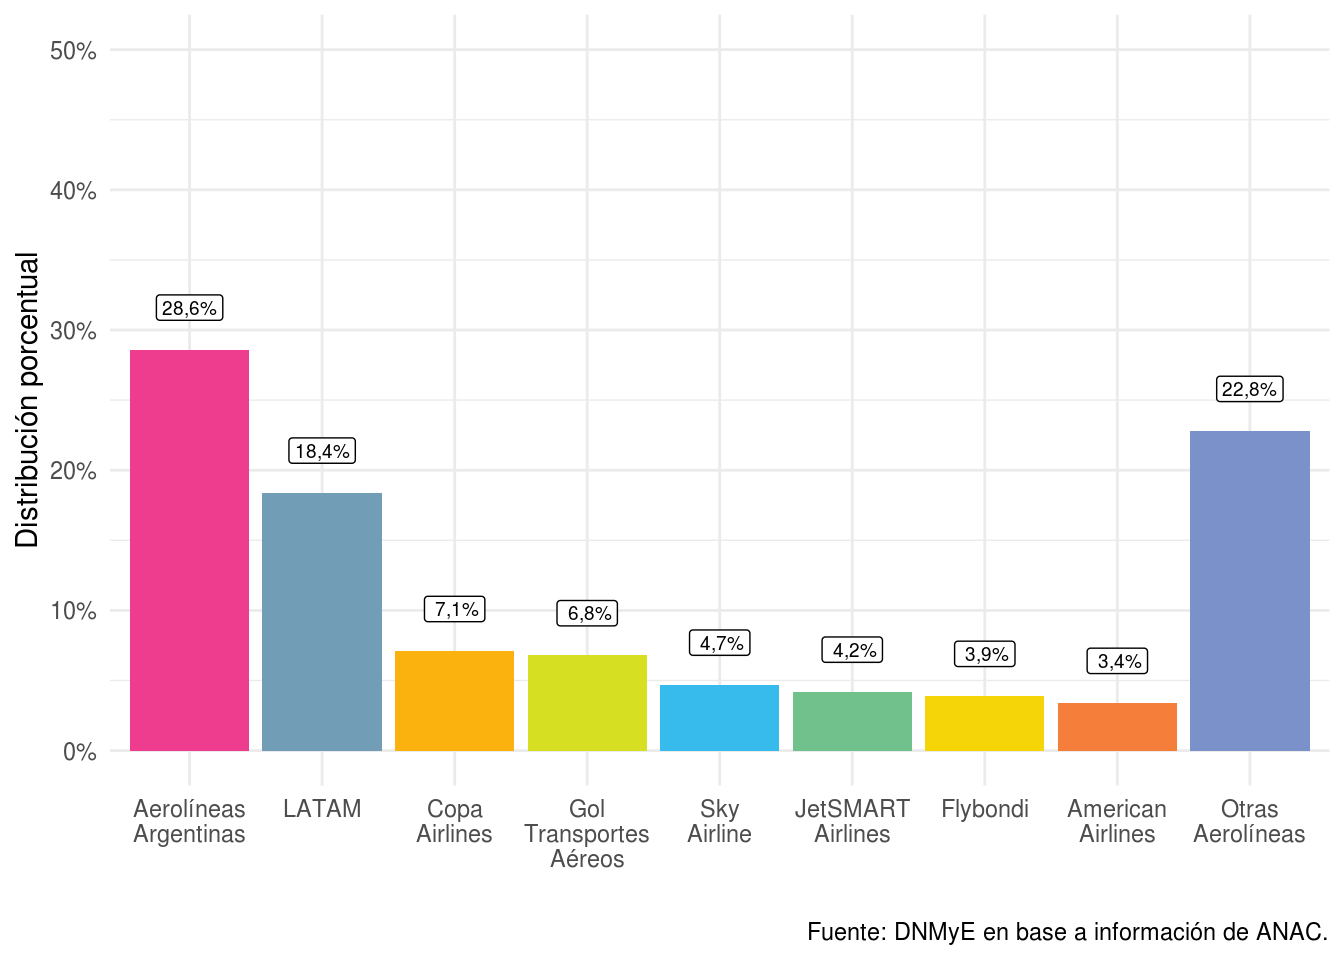 50%
40%
30%
20%
10%
0%
Distribución porcentual
28,6%
18,4%
7,1%
6,8%
4,7%
4,2%
3,9%
3,4%
22,8%
Aerolíneas
Argentinas
LATAM
Copa
Airlines
Gol
Transportes
Aéreos
Sky
Airline
JetSMART
Airlines
Flybondi
American
Airlines
Otras
Aerolíneas
Fuente: DNMyE en base a información de ANAC.